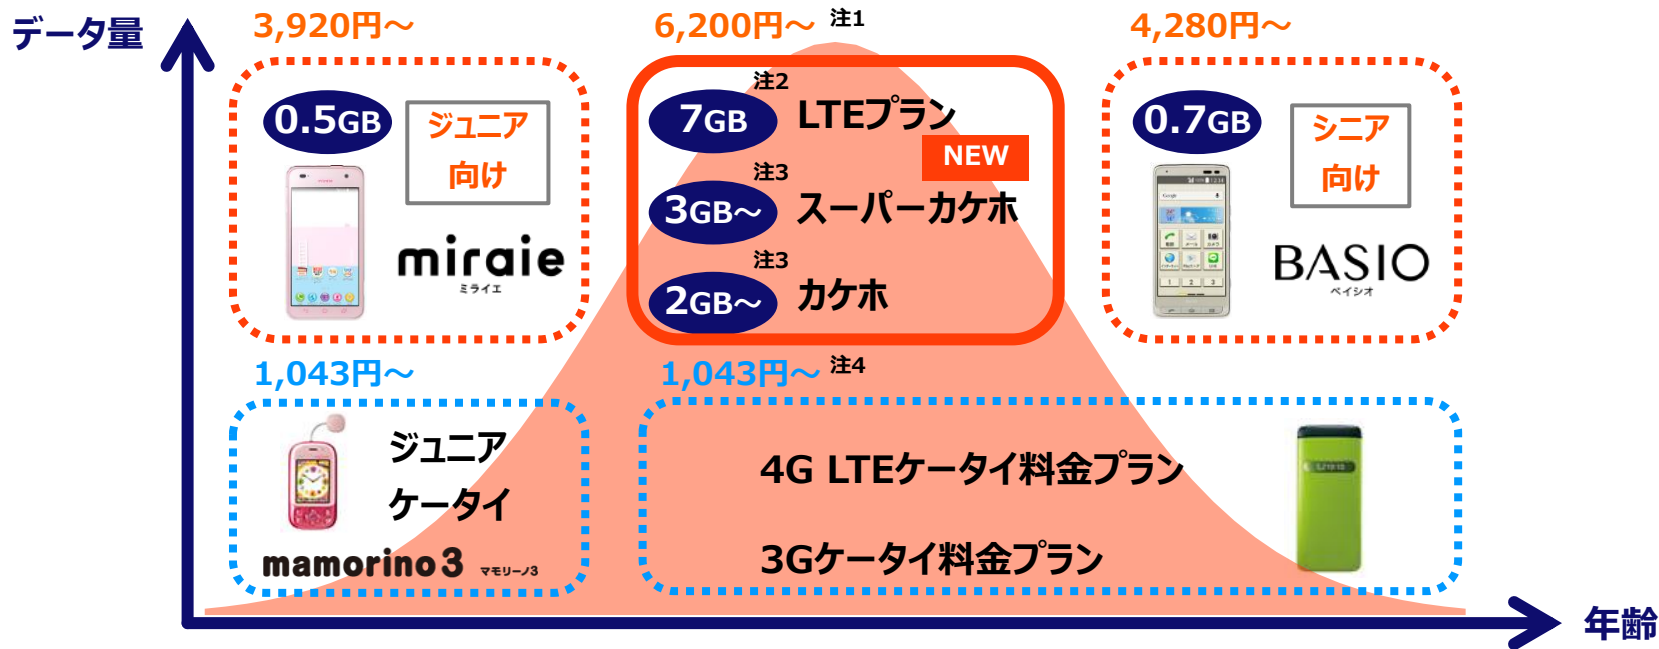 データ量
3,920円～
6,200円～ 注1
4,280円～
0.5GB
ジュニア
向け
miraie
ミライエ
注2
7GB LTEプラン
NEW
注3
3GB～ スーパーカケホ
注3
2GB～ カケホ
0.7GB
シニア
向け
BASIO
ベイシオ
1,043円～
1,043円～ 注4
ジュニア
ケータイ
mamorino3 マモリーノ3
4G LTEケータイ料金プラン
3Gケータイ料金プラン
年齢